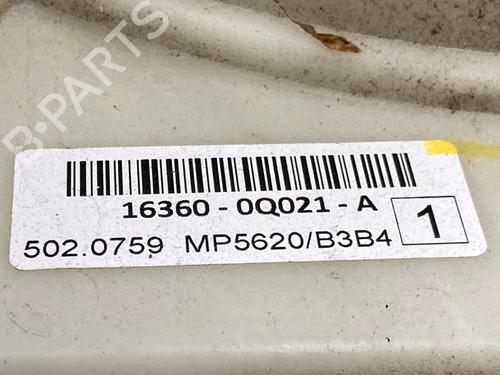 B-PARTS
16360 - 0Q021 - A
502.0759 MP5620/B3B4
1